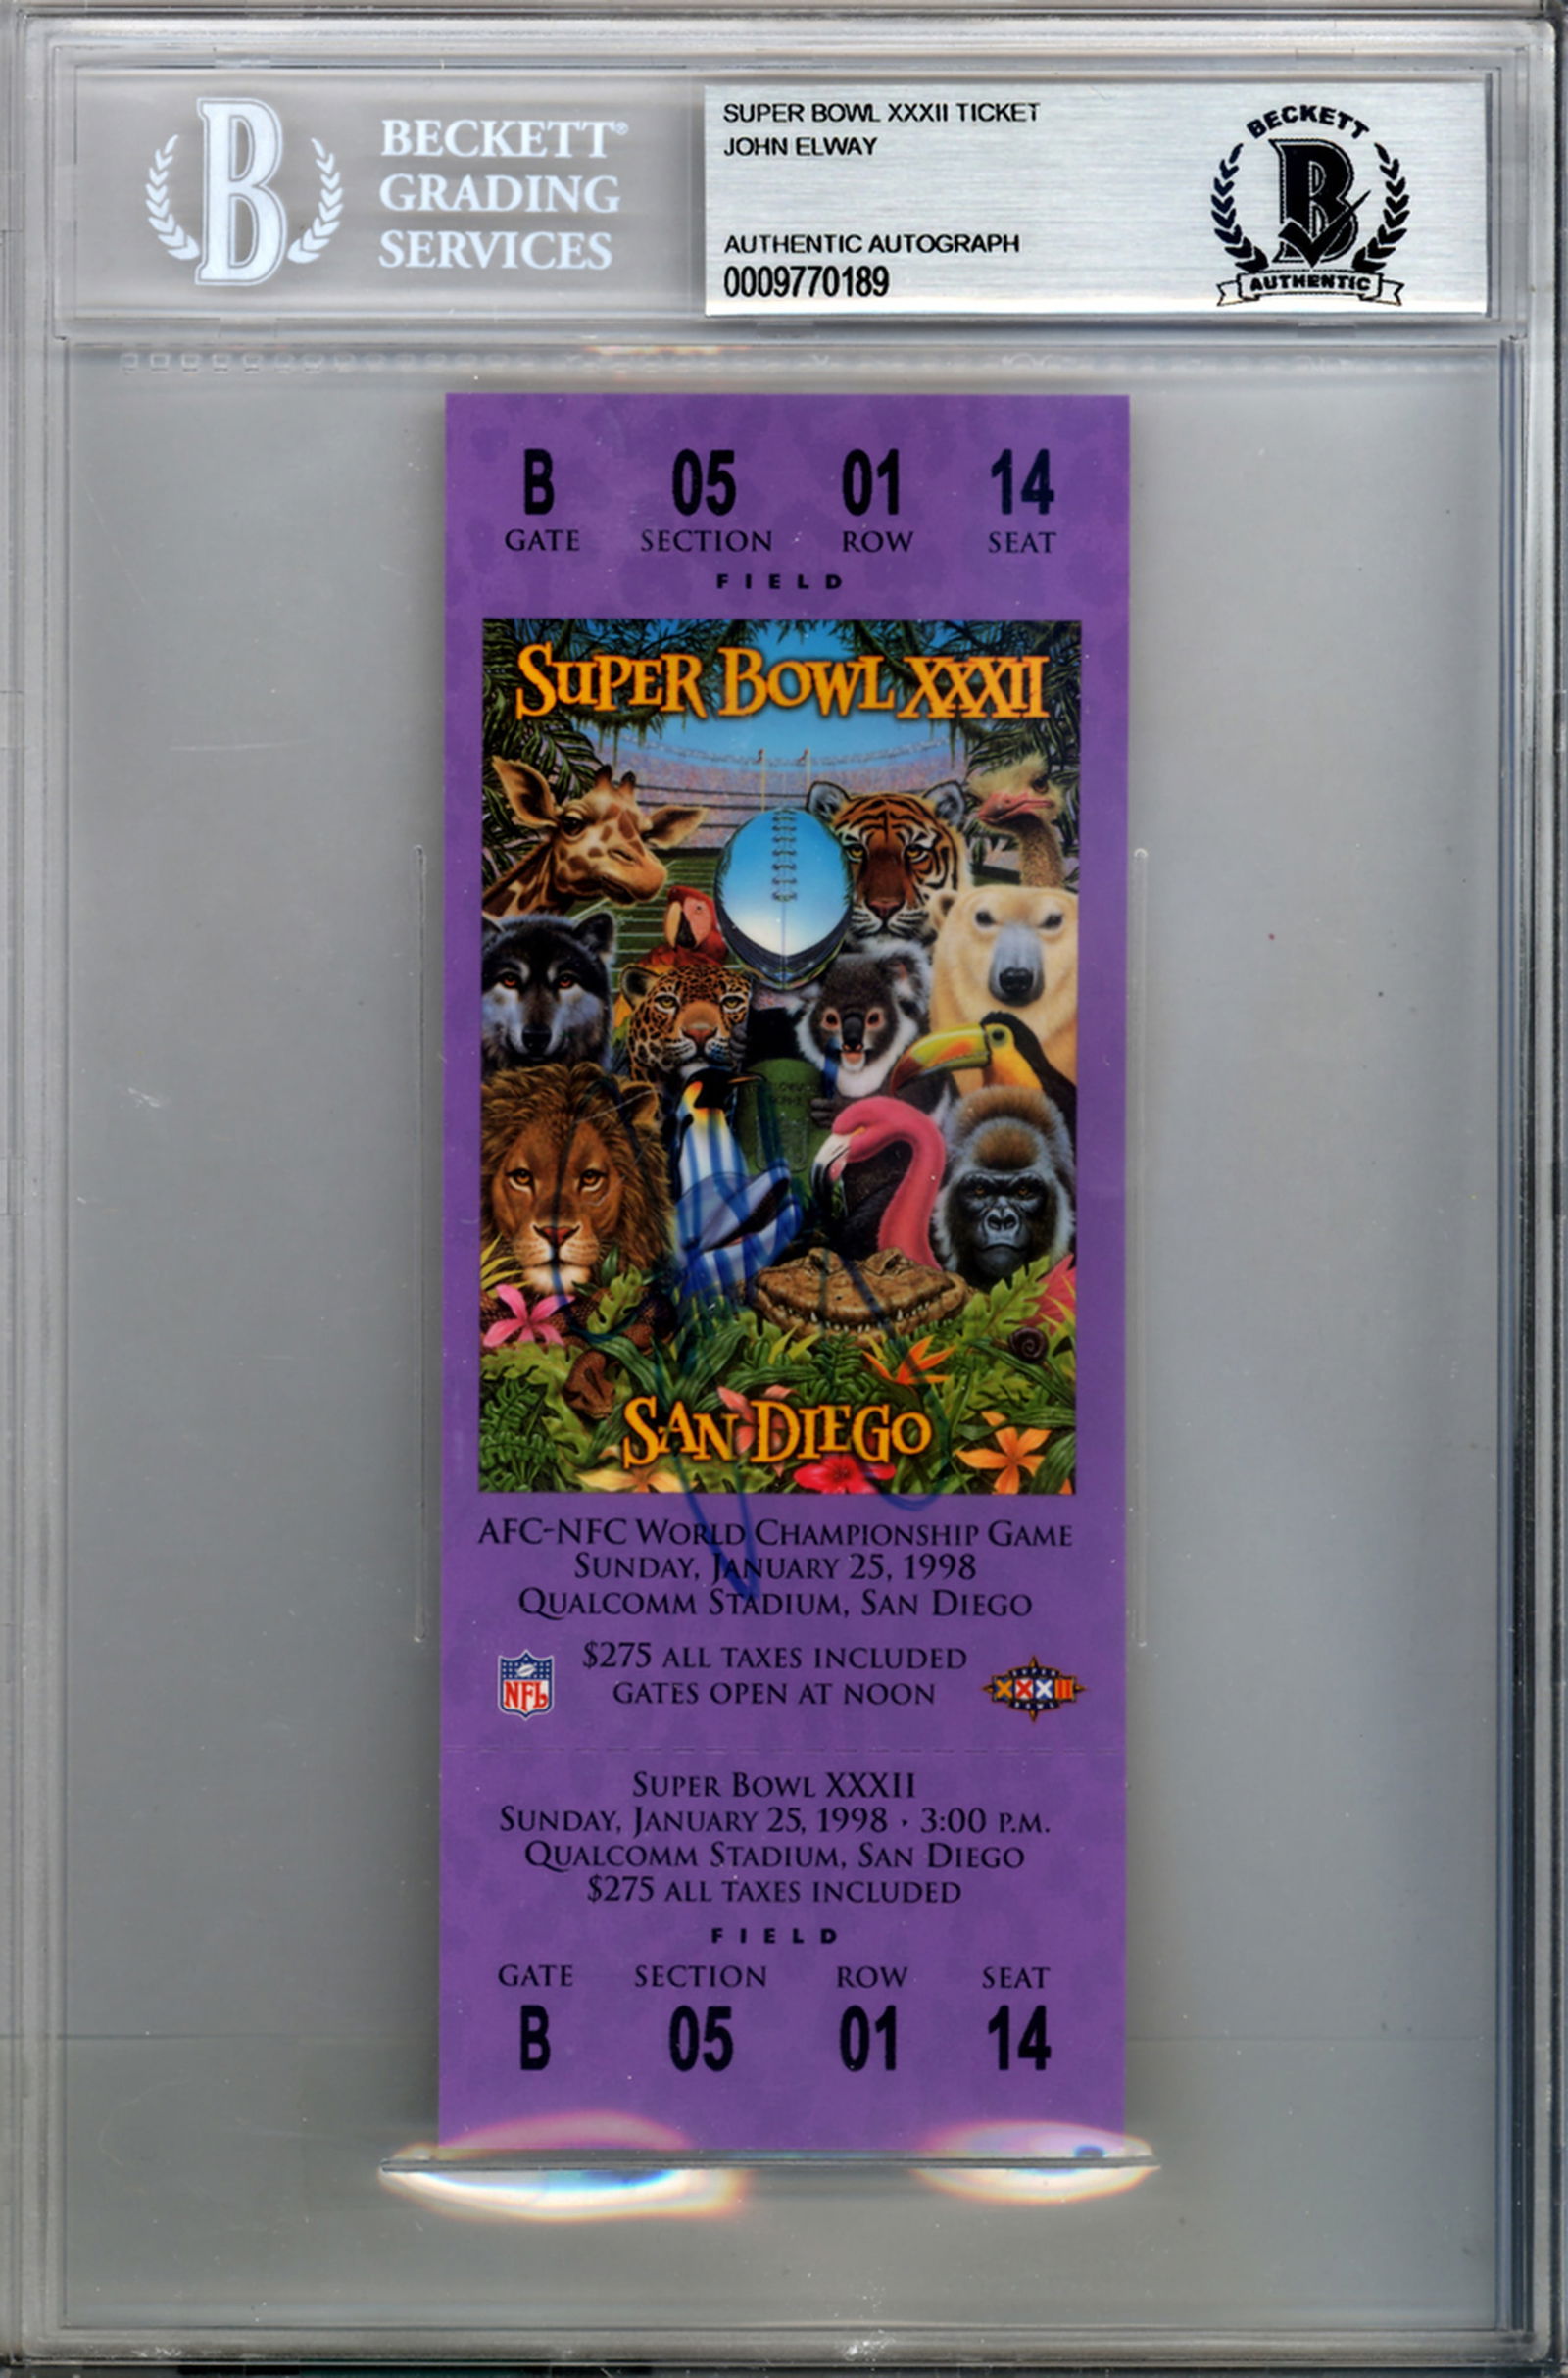 BECKETT®
GRADING
SERVICES
SUPER BOWL XXXII TICKET
JOHN ELWAY
AUTHENTIC AUTOGRAPH
0009770189
BECKETT
B
AUTHENTIC
B 05 01 14
GATE SECTION ROW SEAT
FIELD
SUPER BOWL XXXII
SAN DIEGO
AFC-NFC WORLD CHAMPIONSHIP GAME
SUNDAY, JANUARY 25, 1998
QUALCOMM STADIUM, SAN DIEGO
$275 ALL TAXES INCLUDED
GATES OPEN AT NOON
NFL
SUPER
XXXII
BOWL
SUPER BOWL XXXII
SUNDAY, JANUARY 25, 1998 · 3:00 P.M.
QUALCOMM STADIUM, SAN DIEGO
$275 ALL TAXES INCLUDED
FIELD
GATE SECTION ROW SEAT
B 05 01 14